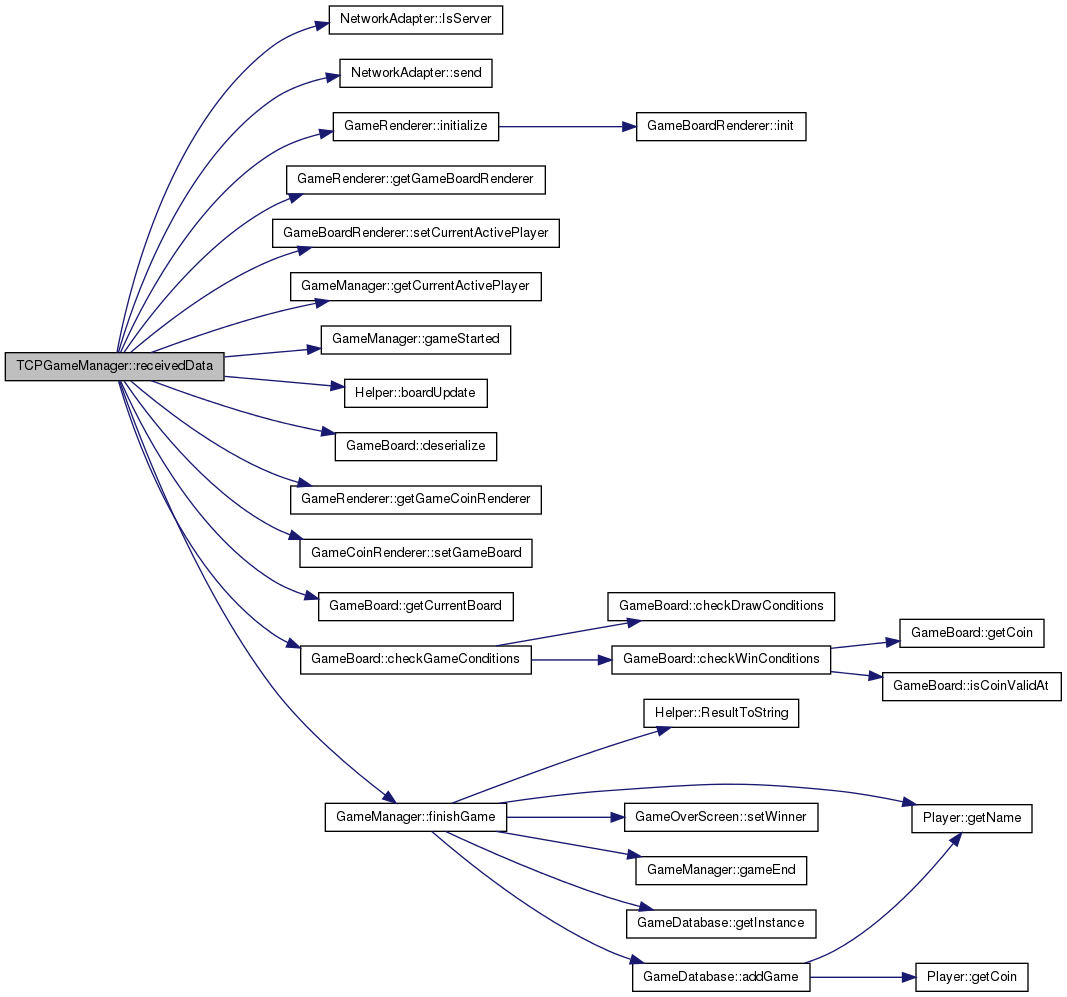 NetworkAdapter::IsServer
NetworkAdapter::send
GameRenderer::initialize
GameBoardRenderer::init
GameRenderer::getGameBoardRenderer
GameBoardRenderer::setCurrentActivePlayer
GameManager::getCurrentActivePlayer
GameManager::gameStarted
TCPGameManager::receivedData
Helper::boardUpdate
GameBoard::deserialize
GameRenderer::getGameCoinRenderer
GameCoinRenderer::setGameBoard
GameBoard::getCurrentBoard
GameBoard::checkDrawConditions
GameBoard::getCoin
GameBoard::checkGameConditions
GameBoard::checkWinConditions
GameBoard::isCoinValidAt
Helper::ResultToString
GameManager::finishGame
GameOverScreen::setWinner
Player::getName
GameManager::gameEnd
GameDatabase::getInstance
GameDatabase::addGame
Player::getCoin